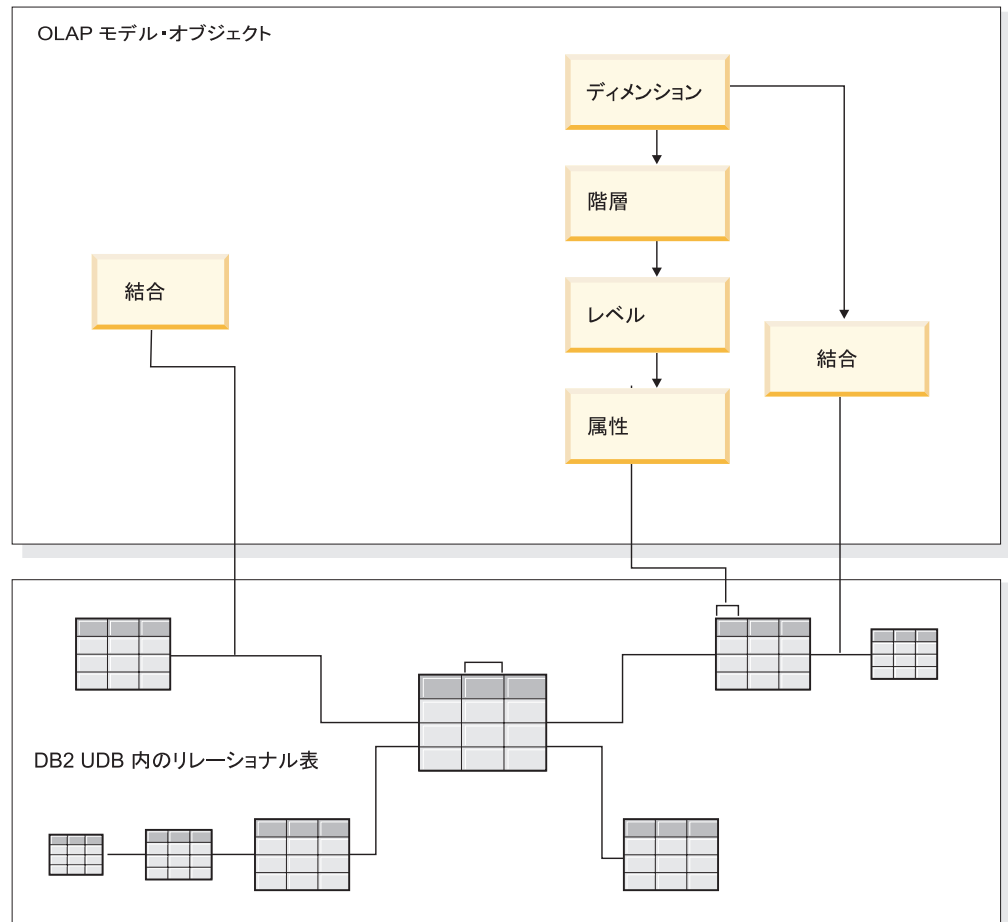 OLAP モデル・オブジェクト
ディメンション
階層
結合
レベル
結合
属性
DB2 UDB 内のリレーショナル表